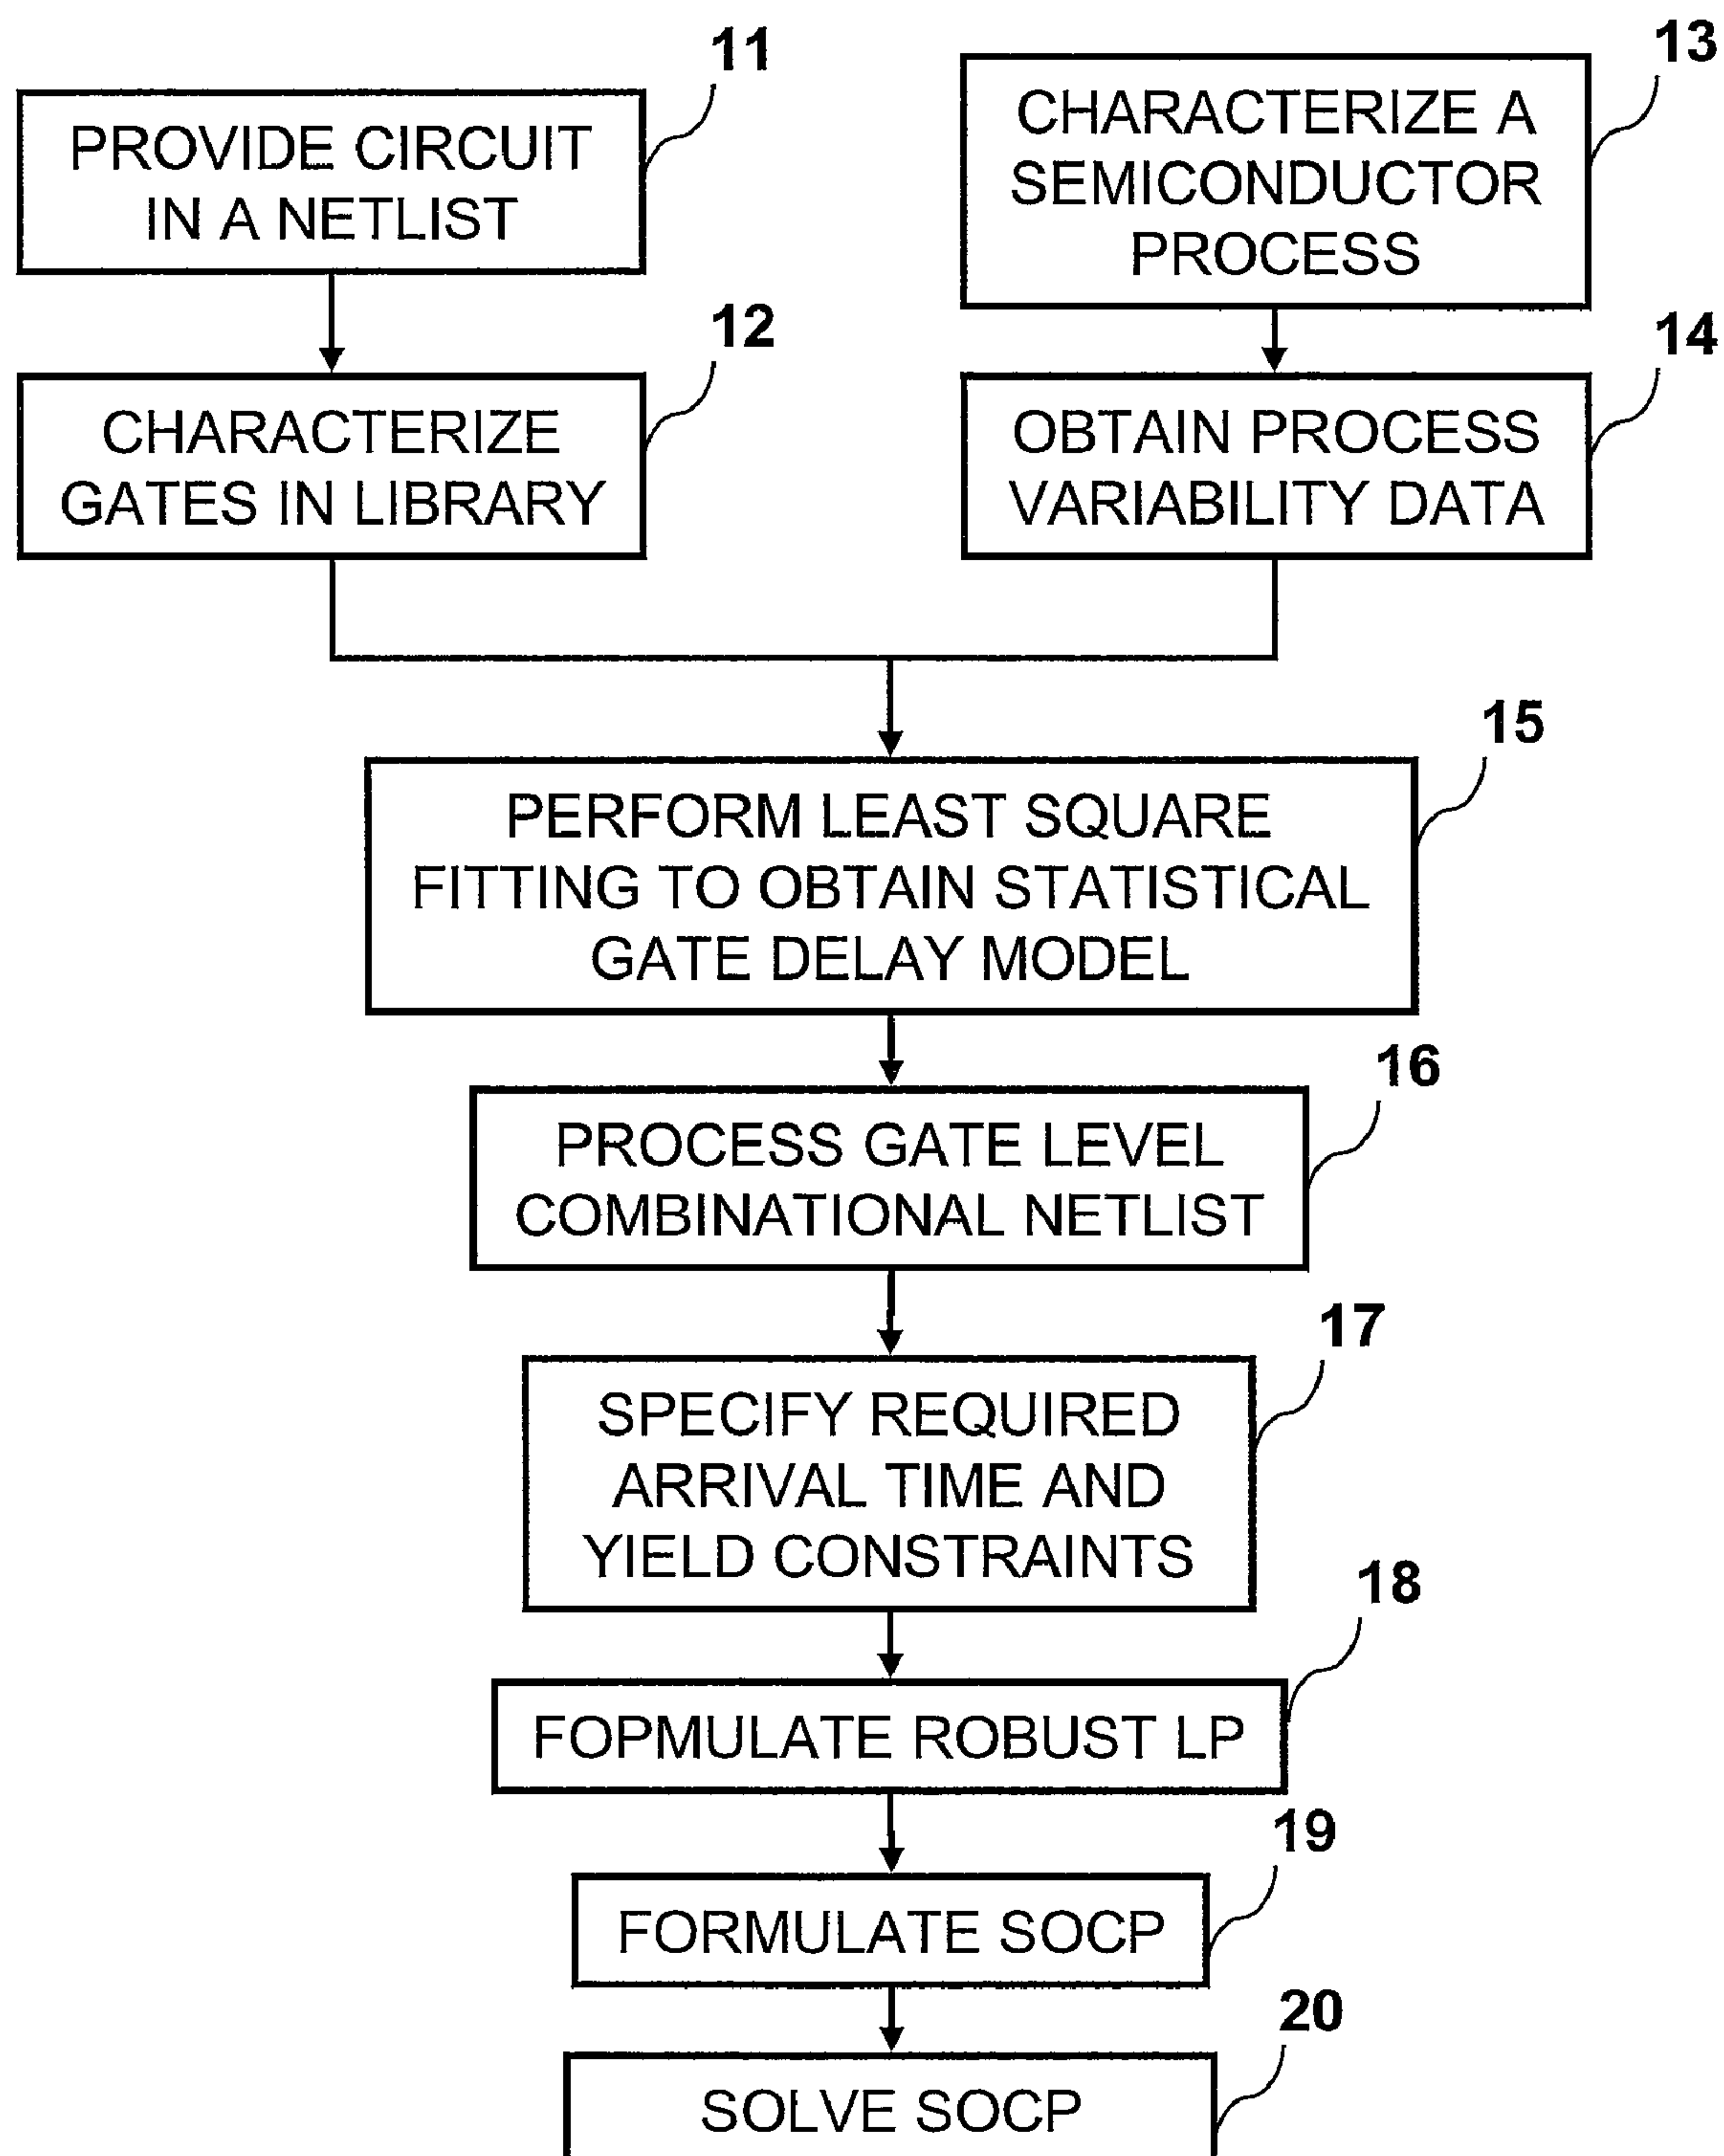 11
PROVIDE CIRCUIT
IN A NETLIST
13
CHARACTERIZE A
SEMICONDUCTOR
PROCESS
12
CHARACTERIZE
GATES IN LIBRARY
14
OBTAIN PROCESS
VARIABILITY DATA
15
PERFORM LEAST SQUARE
FITTING TO OBTAIN STATISTICAL
GATE DELAY MODEL
16
PROCESS GATE LEVEL
COMBINATIONAL NETLIST
17
SPECIFY REQUIRED
ARRIVAL TIME AND
YIELD CONSTRAINTS
18
FOPMULATE ROBUST LP
19
FORMULATE SOCP
20
SOLVE SOCP